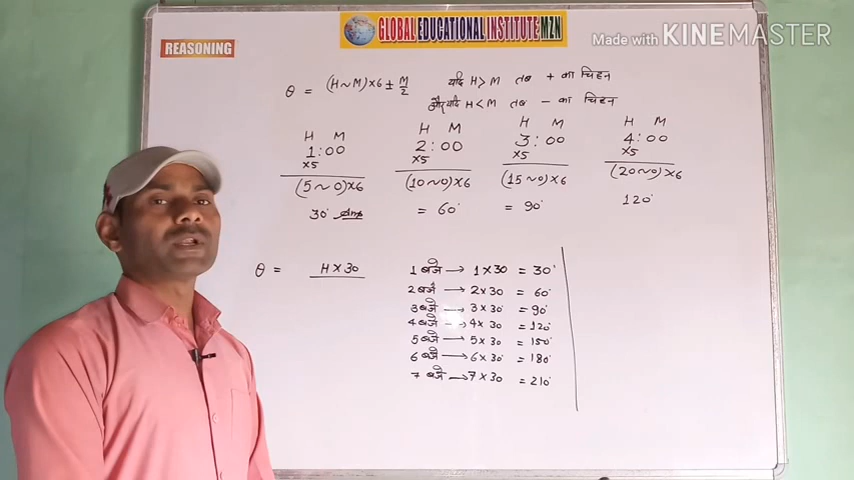 GLOBAL EDUCATIONAL INSTITUTE MZN
Made with KINEMASTER
REASONING
θ = (H~M)×6 ± M/2 यदि H > M तब + का चिहन
और यदि H < M तब - का चिहन
H M H M H M H M
1:00 2:00 3:00 4:00
×5 ×5 ×5 ×5
(5~0)×6 (10~0)×6 (15~0)×6 (20~0)×6
30° Ans = 60° = 90° 120°
θ = H×30
1 बजे → 1×30 = 30°
2 बजे → 2×30 = 60°
3 बजे → 3×30 = 90°
4 बजे → 4×30 = 120°
5 बजे → 5×30 = 150°
6 बजे → 6×30 = 180°
7 बजे → 7×30 = 210°